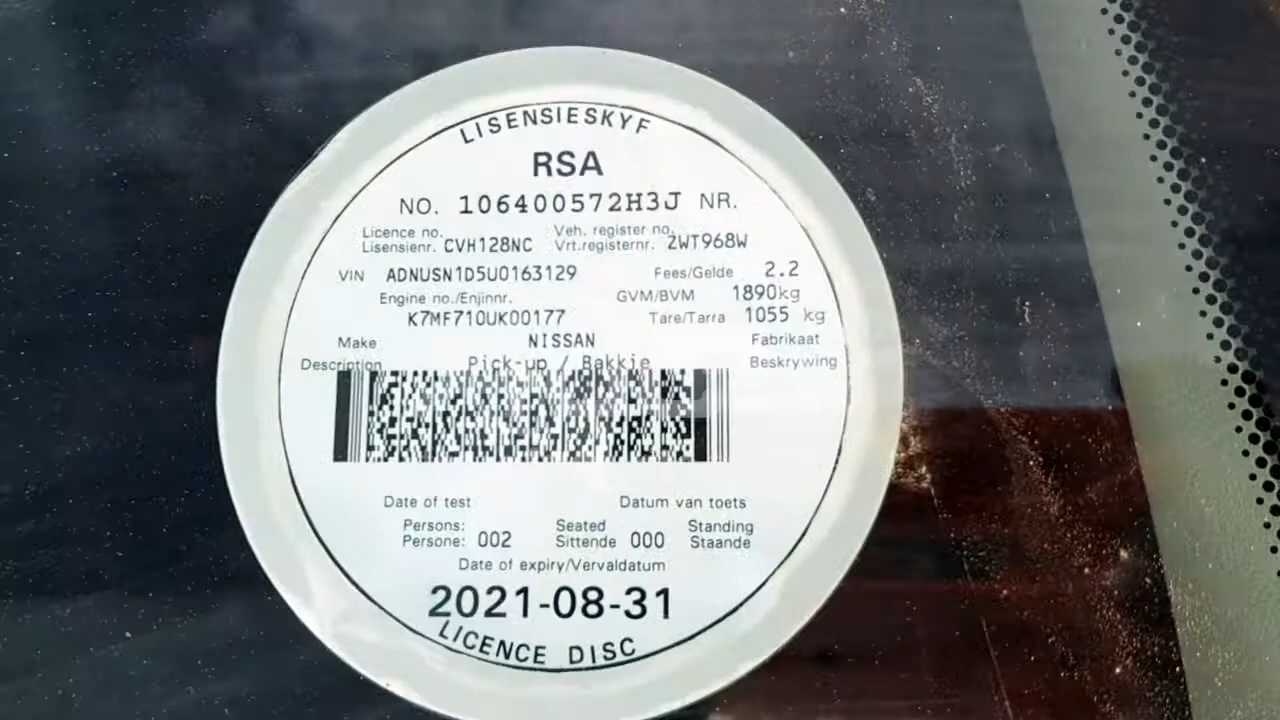 LISENSIESKYF
RSA
NO. 106400572H3J NR.
Licence no. Veh. register no.
Lisensienr. CVH128NC Vrt.registernr. ZWT968W
VIN ADNUSN1D5U0163129 Fees/Gelde 2.2
Engine no./Enjinnr. GVM/BVM 1890kg
K7MF710UK00177 Tare/Tarra 1055 kg
Make NISSAN Fabrikaat
Description Pick-up / Bakkie Beskrywing
Date of test Datum van toets
Persons: Seated Standing
Persone: 002 Sittende 000 Staande
Date of expiry/Vervaldatum
2021-08-31
LICENCE DISC